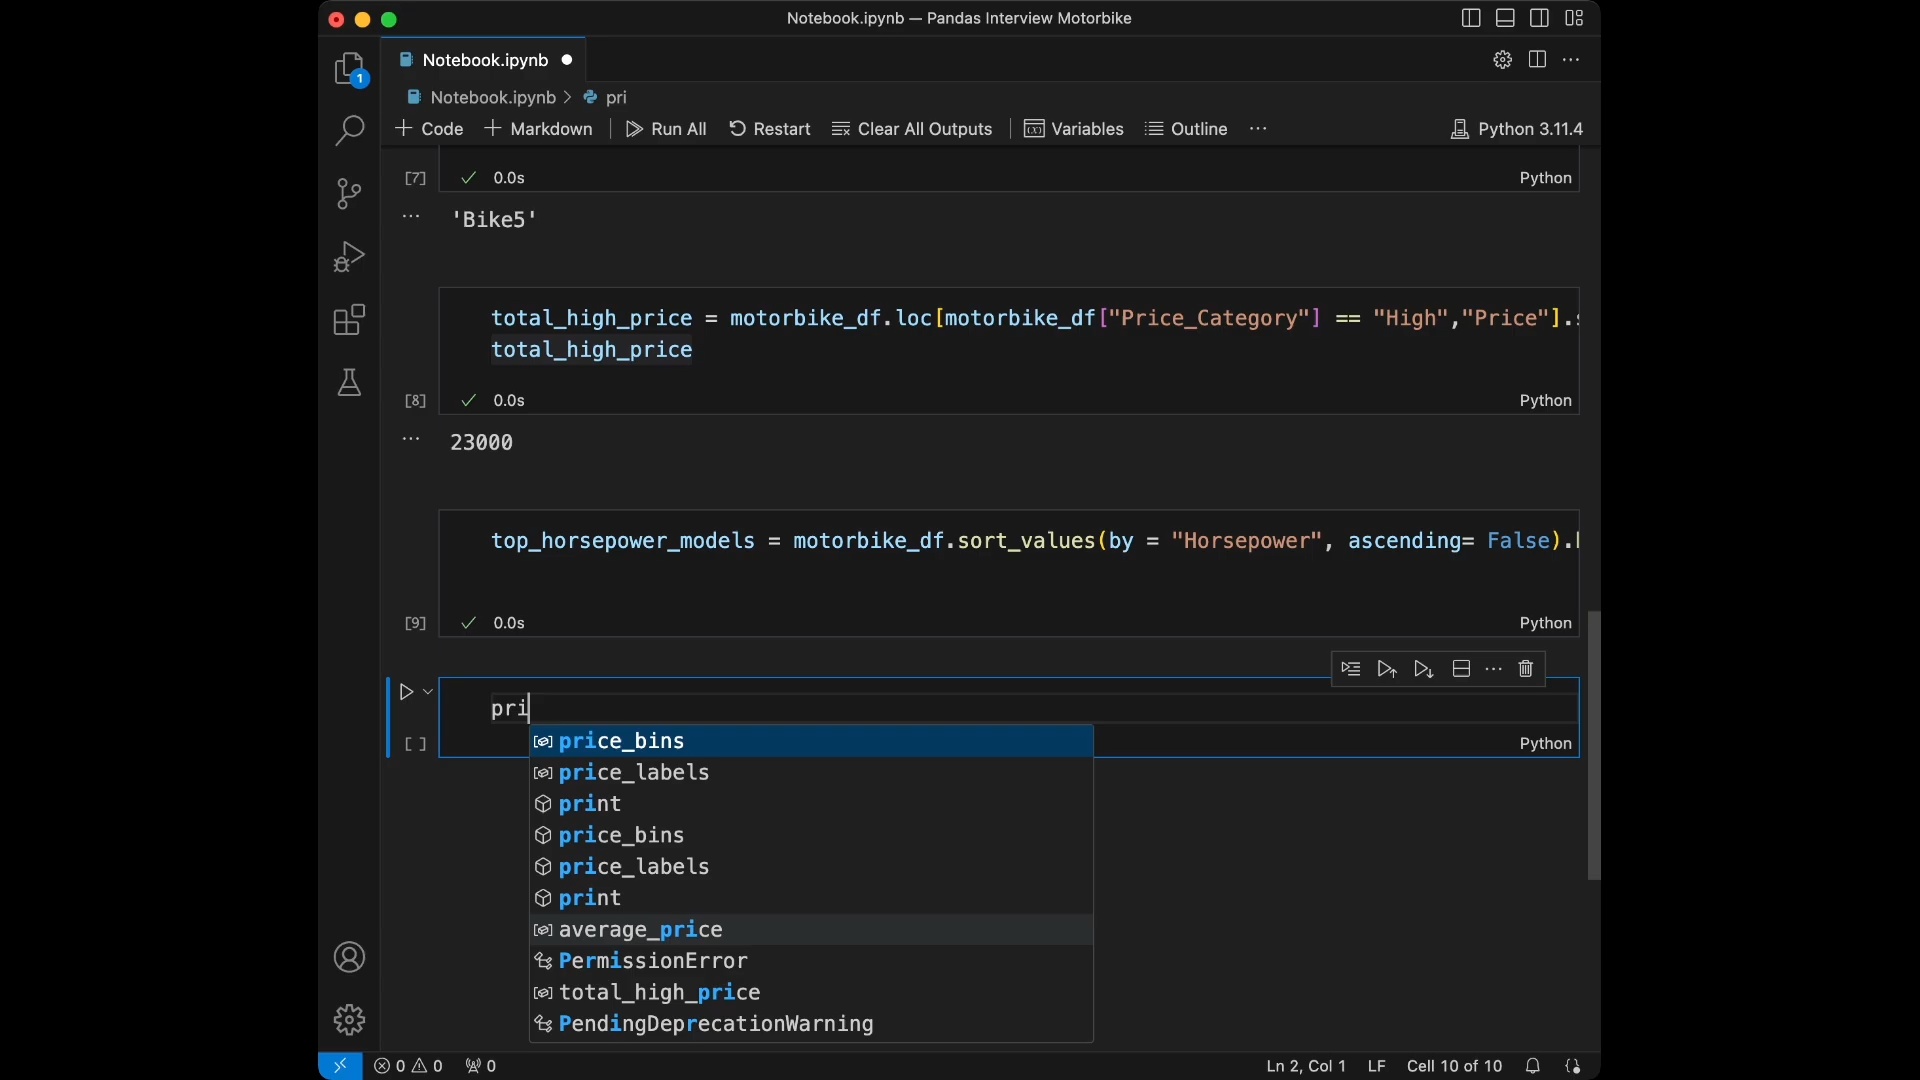 Notebook.ipynb — Pandas Interview Motorbike
1
Notebook.ipynb
Notebook.ipynb > pri
+ Code + Markdown Run All Restart Clear All Outputs Variables Outline ... Python 3.11.4
[7] ✓ 0.0s Python
... 'Bike5'
total_high_price = motorbike_df.loc[motorbike_df["Price_Category"] == "High","Price"].
total_high_price
[8] ✓ 0.0s Python
... 23000
top_horsepower_models = motorbike_df.sort_values(by = "Horsepower", ascending= False).
[9] ✓ 0.0s Python
pri
[ ] Python
price_bins
price_labels
print
price_bins
price_labels
print
average_price
PermissionError
total_high_price
PendingDeprecationWarning
0 0 0 Ln 2, Col 1 LF Cell 10 of 10